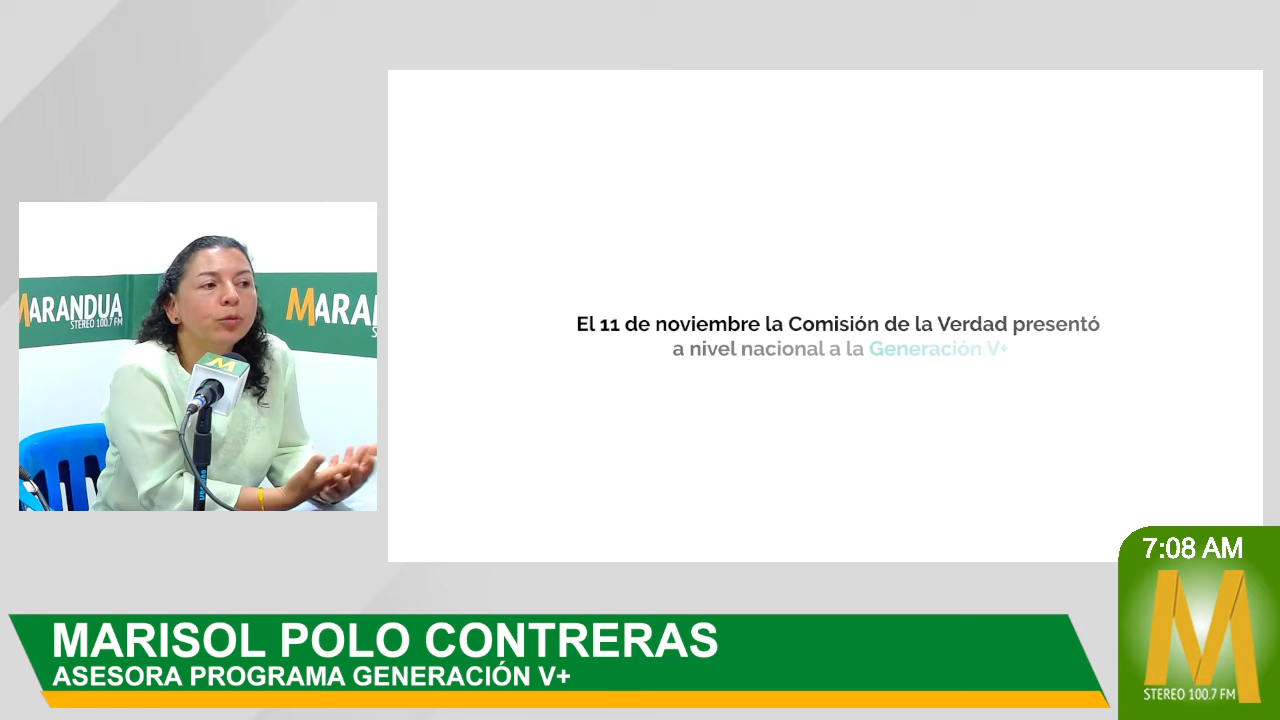 MARANDUA
STEREO 100.7 FM
MARA
El 11 de noviembre la Comisión de la Verdad presentó
a nivel nacional a la Generación V+
7:08 AM
M
STEREO 100.7 FM
MARISOL POLO CONTRERAS
ASESORA PROGRAMA GENERACIÓN V+